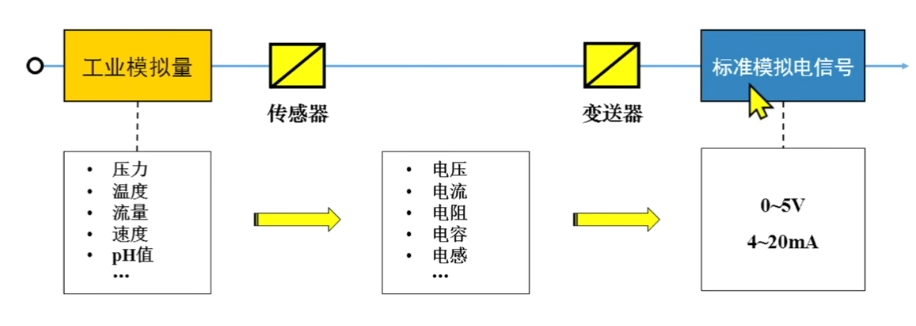 工业模拟量
传感器
变送器
标准模拟电信号
• 压力
• 温度
• 流量
• 速度
• pH值
...
• 电压
• 电流
• 电阻
• 电容
• 电感
...
0~5V
4~20mA